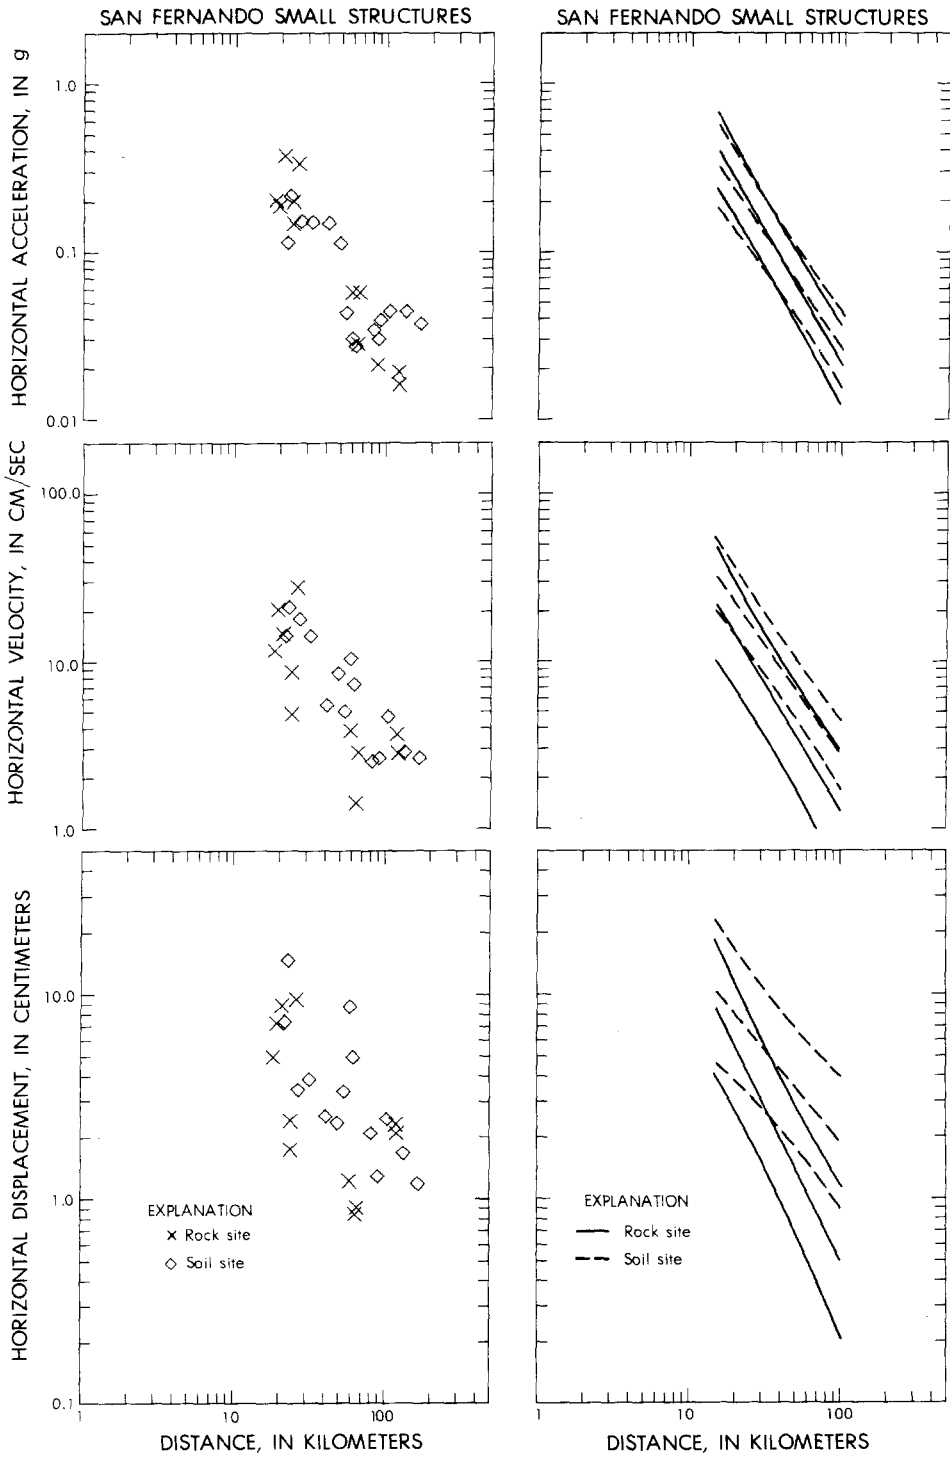 SAN FERNANDO SMALL STRUCTURES
SAN FERNANDO SMALL STRUCTURES
HORIZONTAL ACCELERATION, IN g
1.0
0.1
0.01
HORIZONTAL VELOCITY, IN CM/SEC
100.0
10.0
1.0
HORIZONTAL DISPLACEMENT, IN CENTIMETERS
10.0
1.0
0.1
EXPLANATION
Rock site
Soil site
EXPLANATION
Rock site
Soil site
1 10 100
1 10 100
DISTANCE, IN KILOMETERS
DISTANCE, IN KILOMETERS